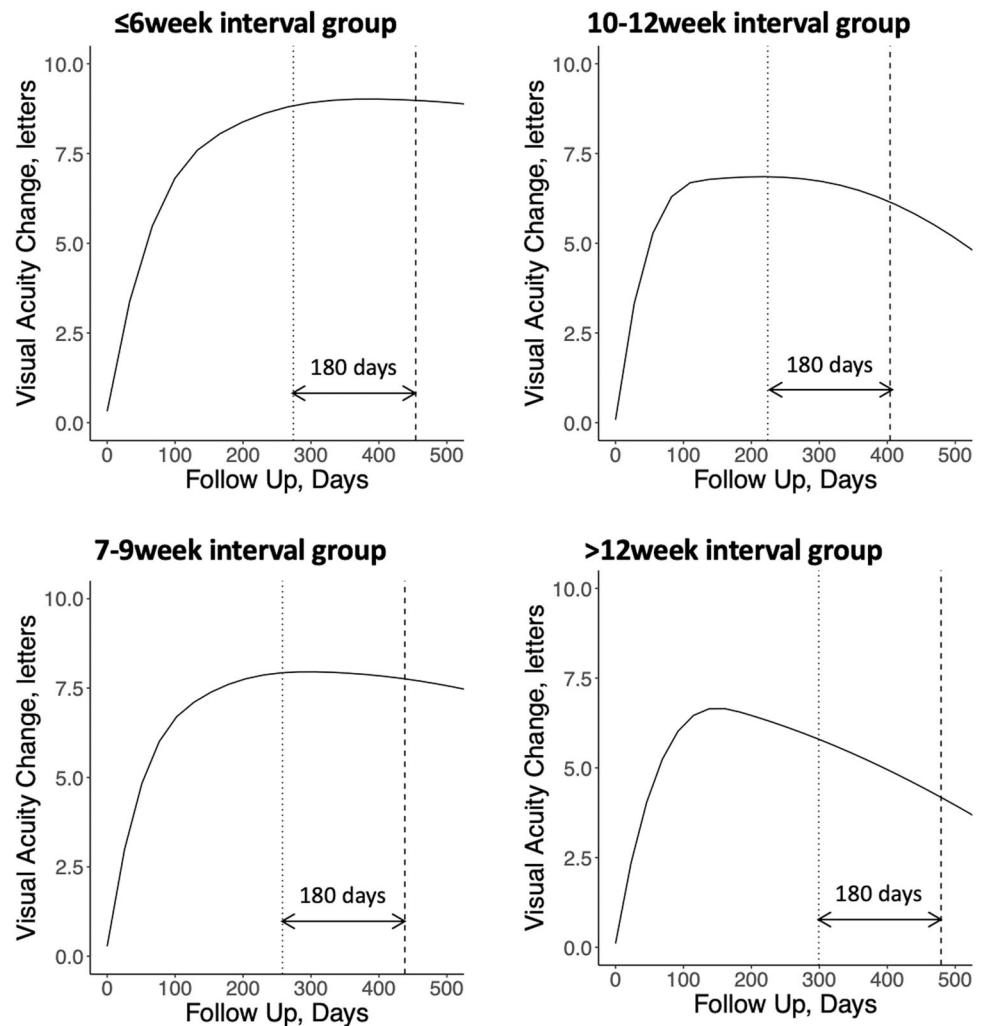 ≤6week interval group
Visual Acuity Change, letters
10.0
7.5
5.0
2.5
0.0
180 days
0 100 200 300 400 500
Follow Up, Days
10-12week interval group
Visual Acuity Change, letters
10.0
7.5
5.0
2.5
0.0
180 days
0 100 200 300 400 500
Follow Up, Days
7-9week interval group
Visual Acuity Change, letters
10.0
7.5
5.0
2.5
0.0
180 days
0 100 200 300 400 500
Follow Up, Days
>12week interval group
Visual Acuity Change, letters
10.0
7.5
5.0
2.5
0.0
180 days
0 100 200 300 400 500
Follow Up, Days